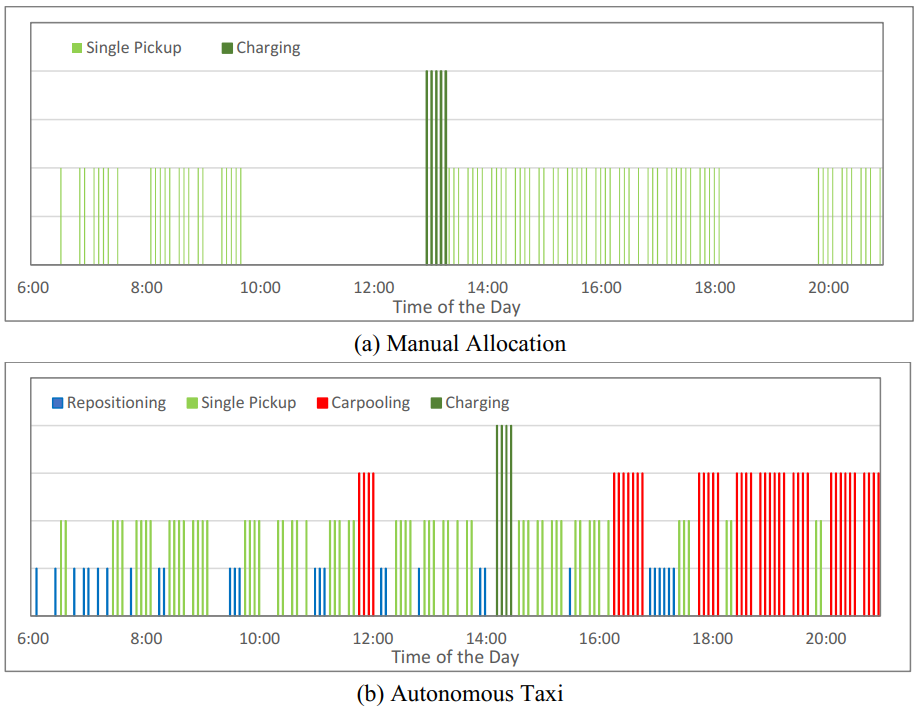 Single Pickup Charging
6:00 8:00 10:00 12:00 14:00 16:00 18:00 20:00
Time of the Day
(a) Manual Allocation
Repositioning Single Pickup Carpooling Charging
6:00 8:00 10:00 12:00 14:00 16:00 18:00 20:00
Time of the Day
(b) Autonomous Taxi